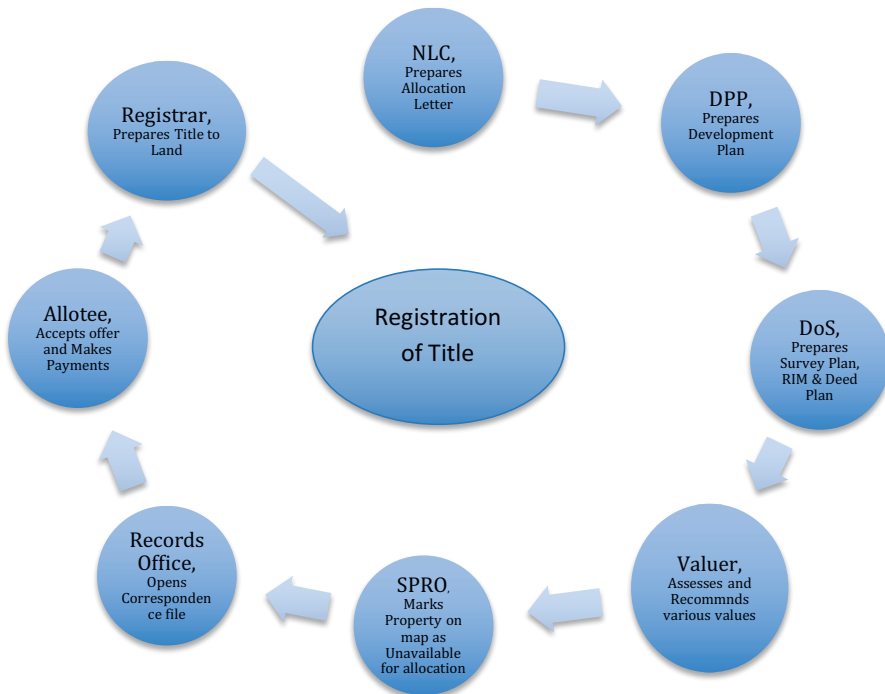 NLC,
Prepares
Allocation
Letter
DPP,
Prepares
Development
Plan
DoS,
Prepares
Survey Plan,
RIM & Deed
Plan
Valuer,
Assesses and
Recommnds
various values
SPRO,
Marks
Property on
map as
Unavailable
for allocation
Records
Office,
Opens
Corresponden
ce file
Allotee,
Accepts offer
and Makes
Payments
Registrar,
Prepares Title to
Land
Registration
of Title